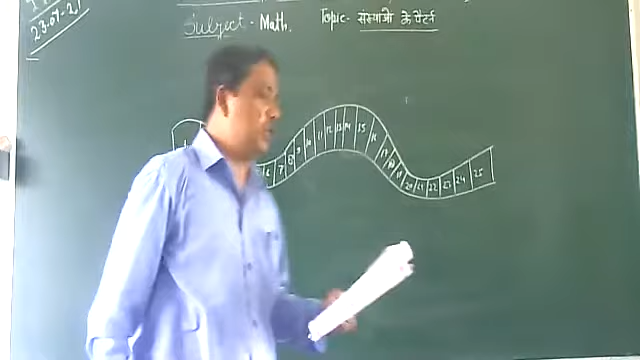 23-07-21
Subject - Math.
Topic - संख्याओं के पैटर्न
6 7 8 9 10 11 12 13 14 15 16 17 18 19 20 21 22 23 24 25